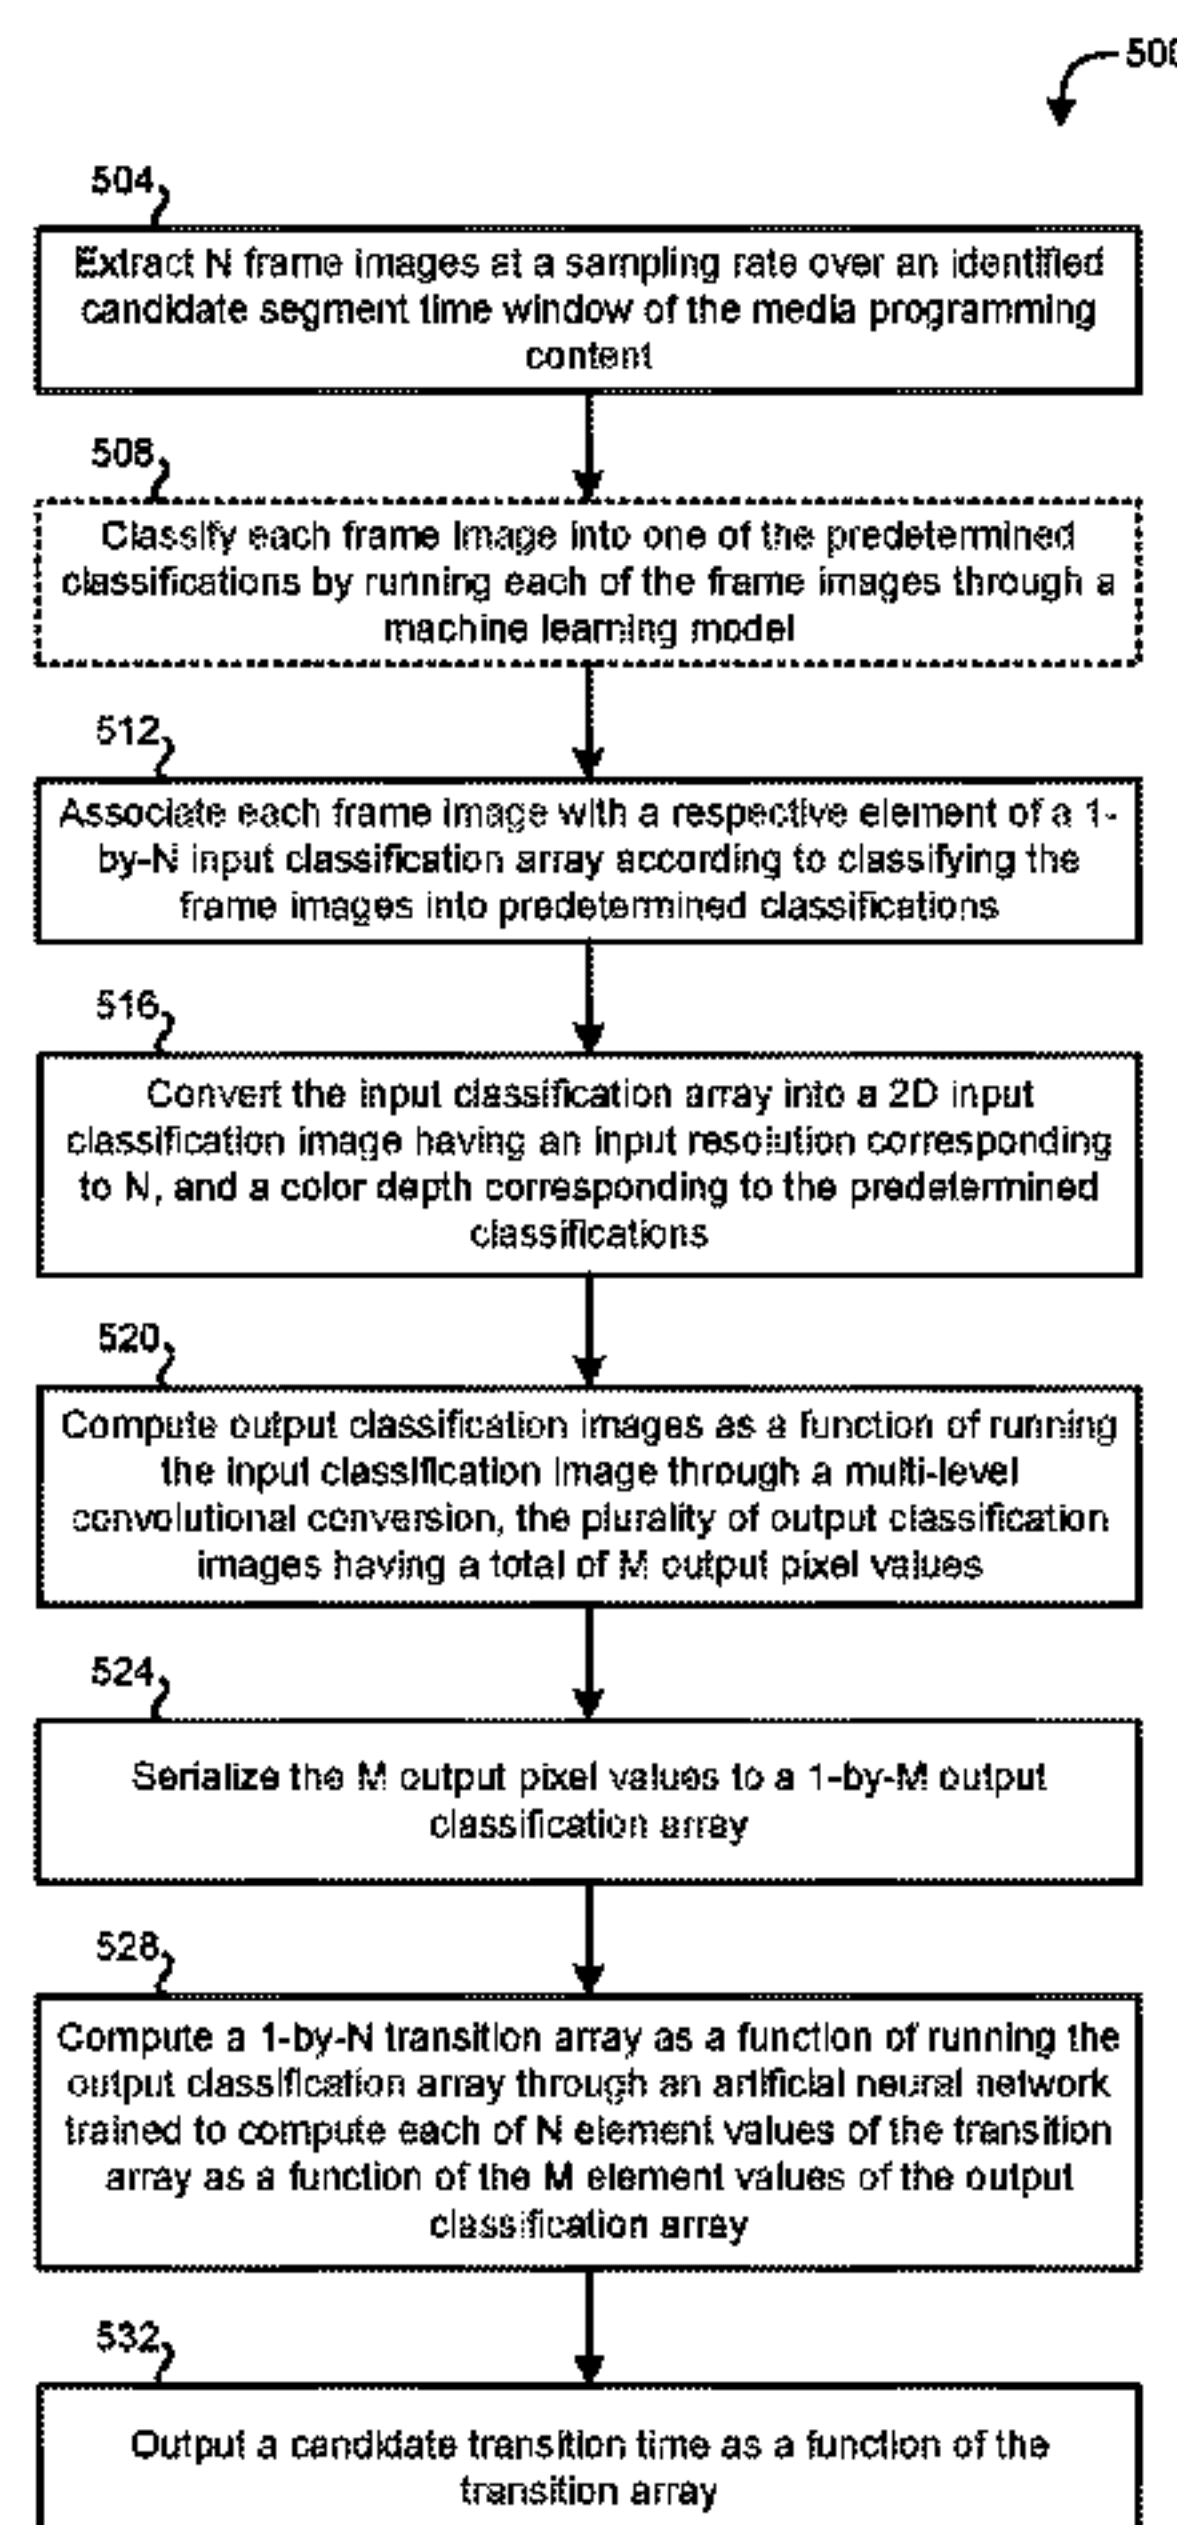 500
504
Extract N frame images at a sampling rate over an identified
candidate segment time window of the media programming
content
508
Classify each frame image into one of the predetermined
classifications by running each of the frame images through a
machine learning model
512
Associate each frame image with a respective element of a 1-
by-N input classification array according to classifying the
frame images into predetermined classifications
516
Convert the input classification array into a 2D input
classification image having an input resolution corresponding
to N, and a color depth corresponding to the predetermined
classifications
520
Compute output classification images as a function of running
the input classification image through a multi-level
convolutional conversion, the plurality of output classification
images having a total of M output pixel values
524
Serialize the M output pixel values to a 1-by-M output
classification array
528
Compute a 1-by-N transition array as a function of running the
output classification array through an artificial neural network
trained to compute each of N element values of the transition
array as a function of the M element values of the output
classification array
532
Output a candidate transition time as a function of the
transition array